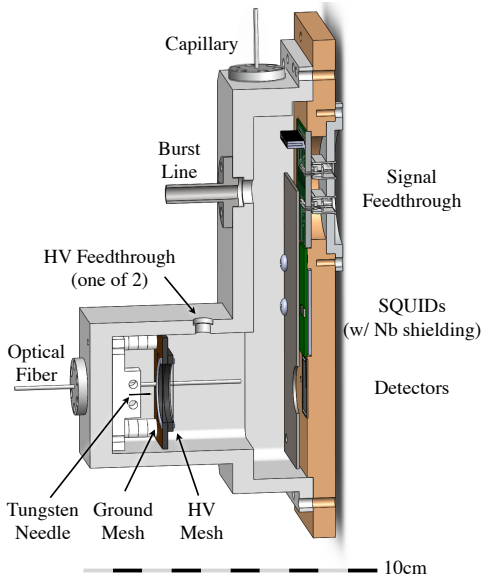 Capillary
Burst
Line
Signal
Feedthrough
HV Feedthrough
(one of 2)
SQUIDs
(w/ Nb shielding)
Optical
Fiber
Detectors
Tungsten
Needle
Ground
Mesh
HV
Mesh
10cm